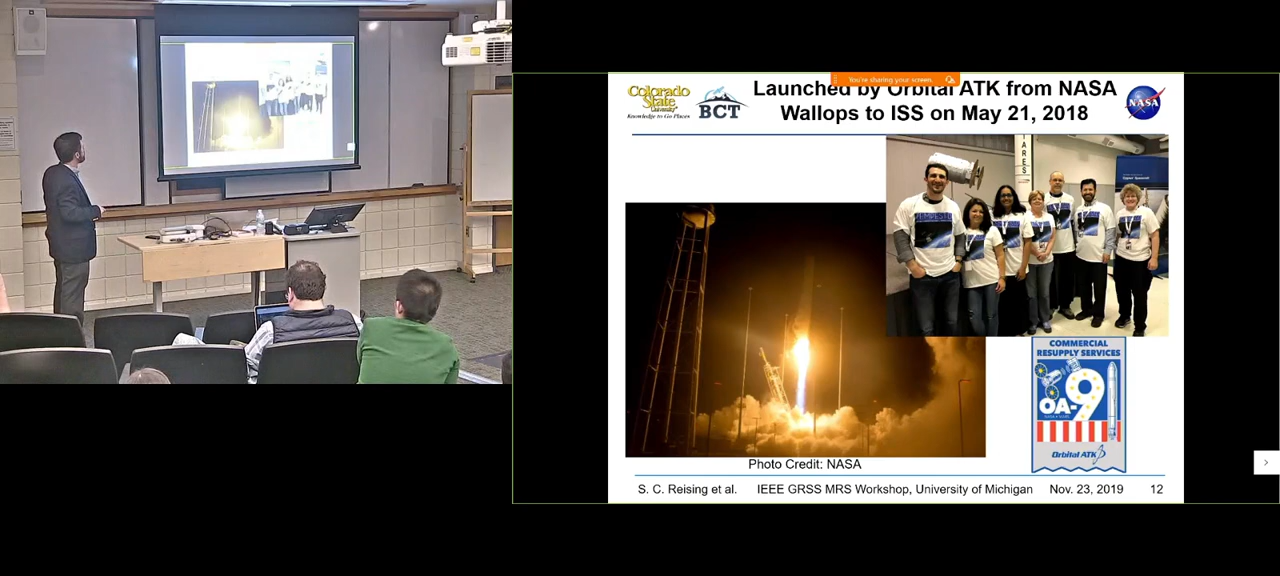 You're sharing your screen.
Colorado
State
University
Knowledge to Go Places
BCT
Launched by Orbital ATK from NASA
Wallops to ISS on May 21, 2018
NASA
ARES
COMMERCIAL
RESUPPLY SERVICES
OA-9
Orbital ATK
Photo Credit: NASA
S. C. Reising et al. IEEE GRSS MRS Workshop, University of Michigan Nov. 23, 2019 12